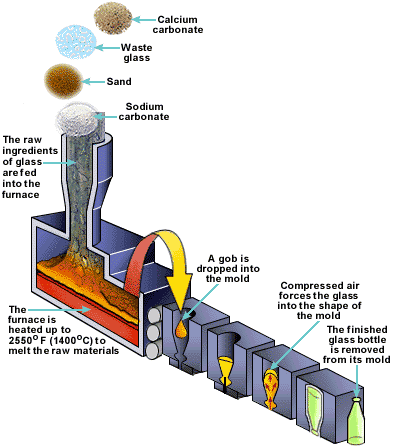 Calcium
carbonate
Waste
glass
Sand
Sodium
carbonate
The raw
ingredients
of glass
are fed
into the
furnace
A gob is
dropped into
the mold
Compressed air
forces the glass
into the shape of
the mold
The finished
glass bottle
is removed
from its mold
The
furnace is
heated up to
2550° F (1400°C) to
melt the raw materials